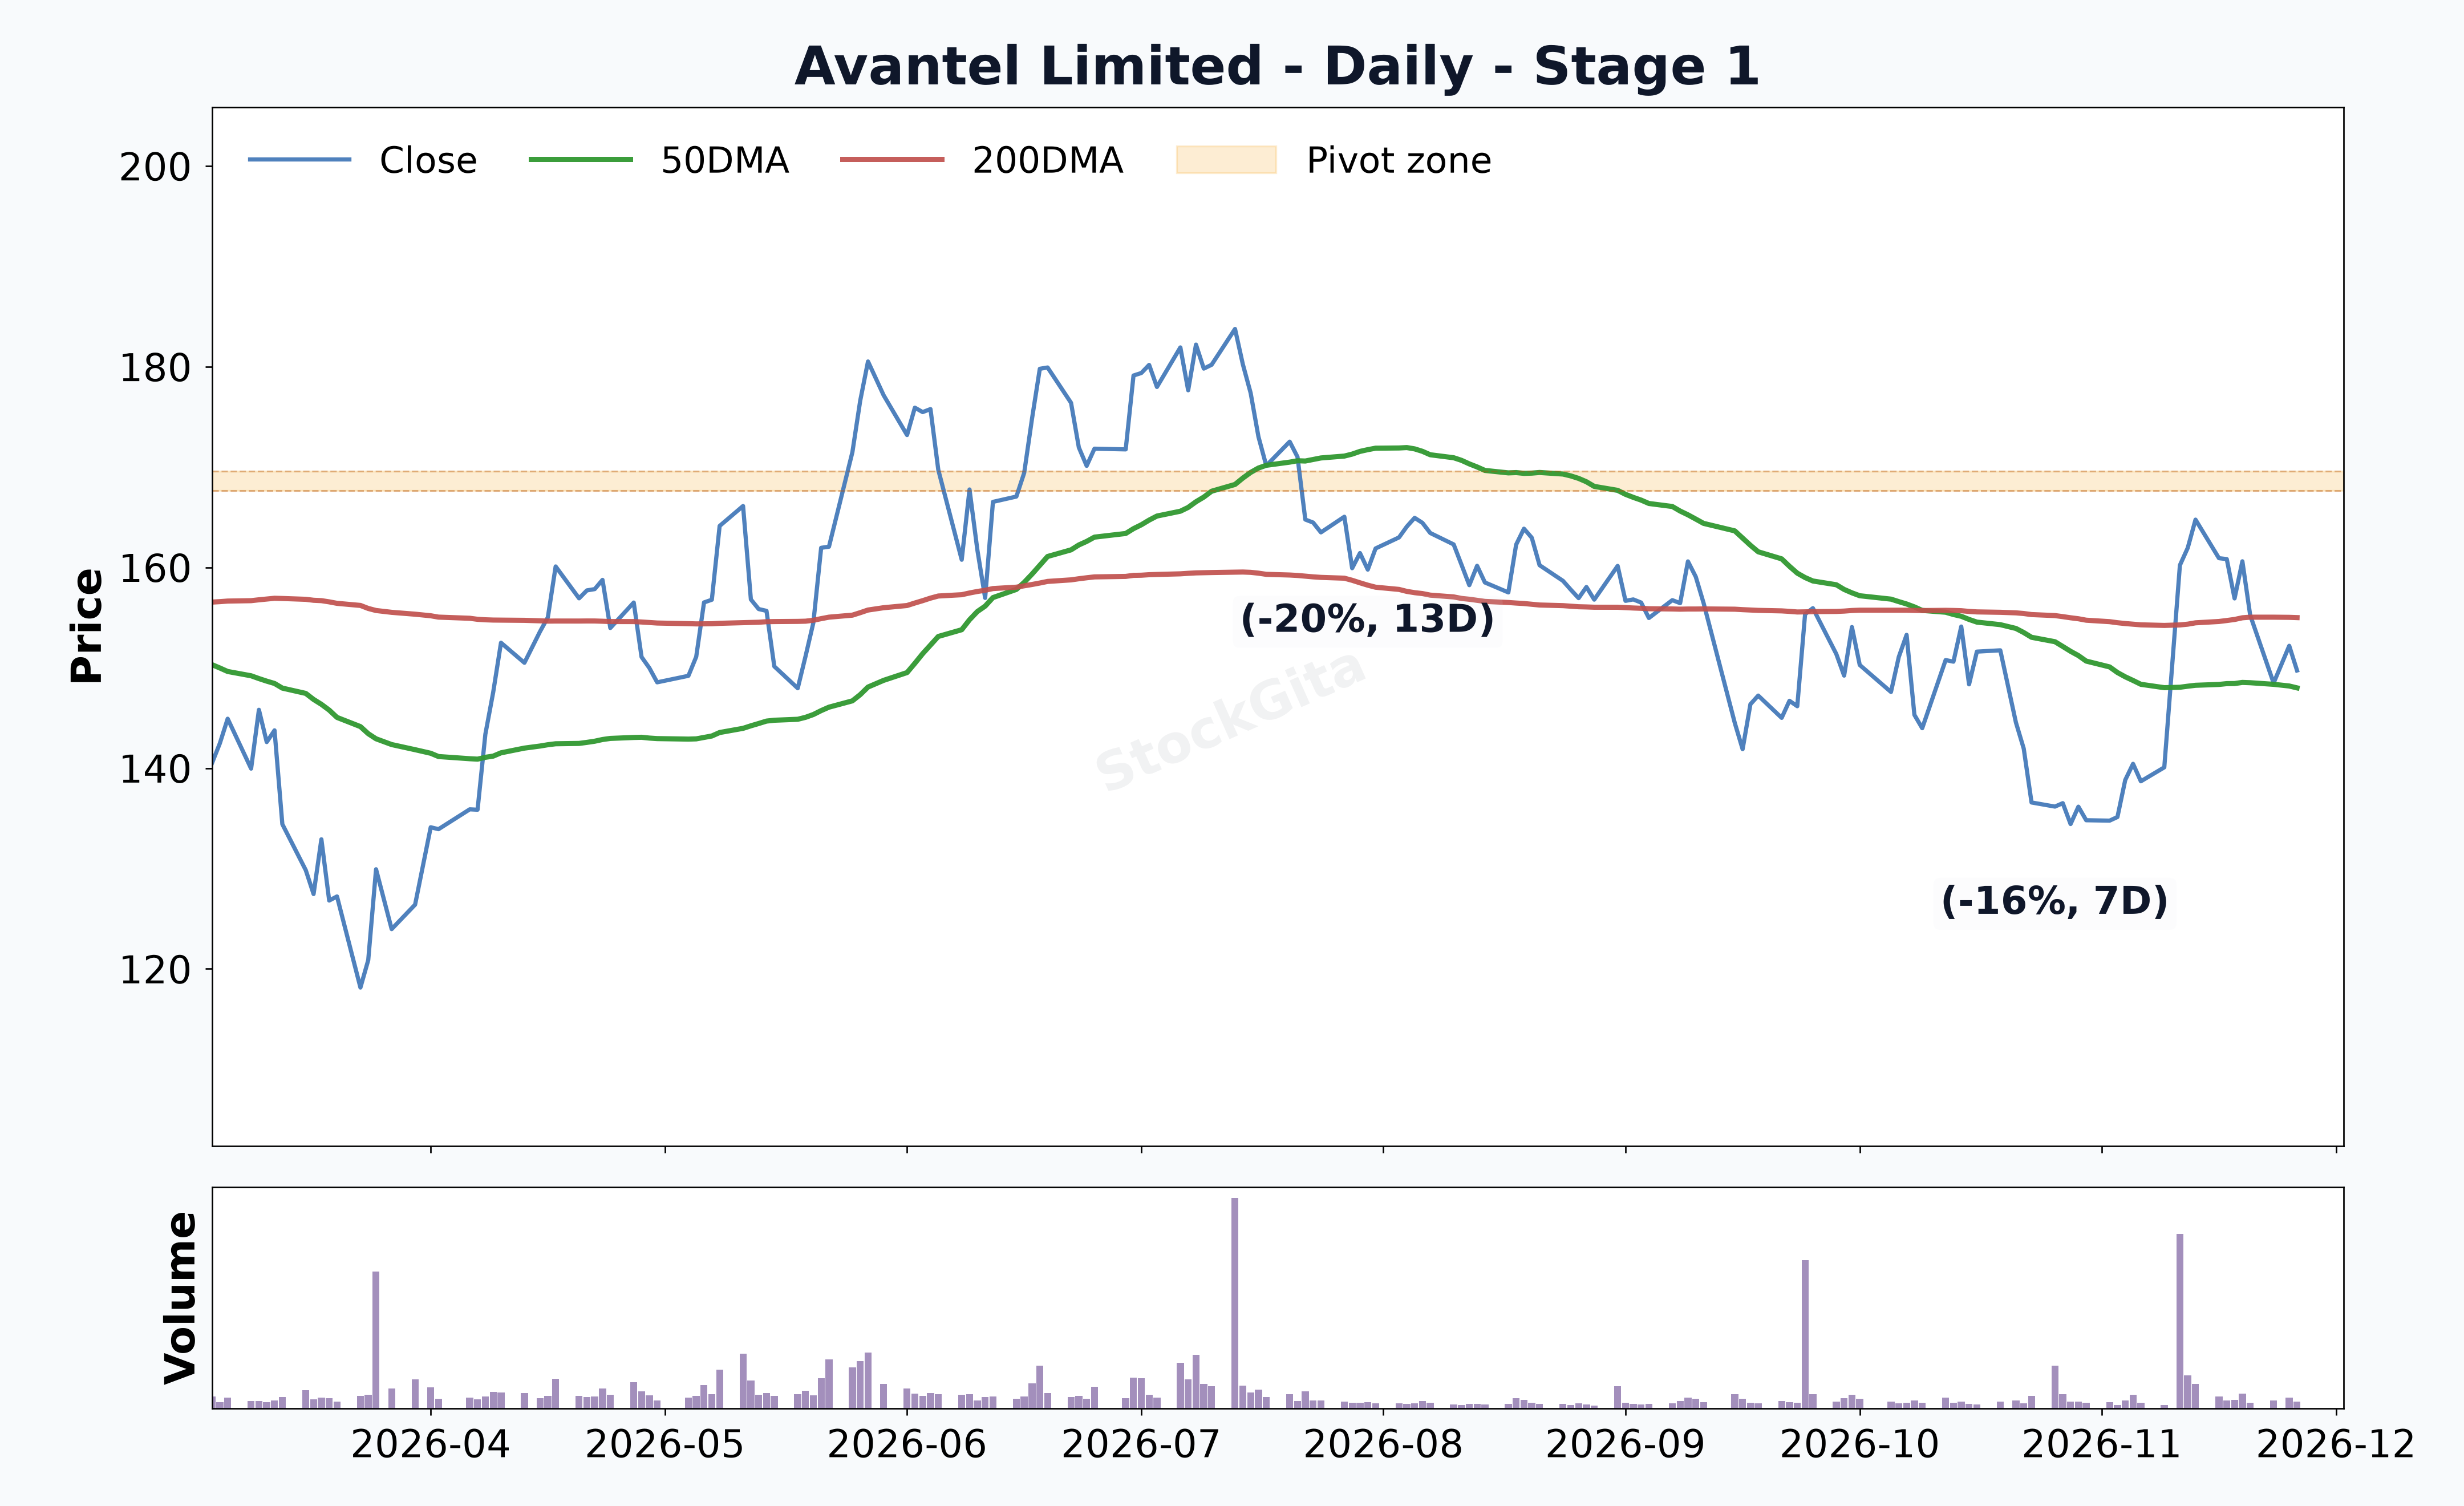 Avantel Limited - Daily - Stage 1
Close
50DMA
200DMA
Pivot zone
Price
200
180
160
140
120
(-20%, 13D)
StockGita
(-16%, 7D)
Volume
2026-04
2026-05
2026-06
2026-07
2026-08
2026-09
2026-10
2026-11
2026-12